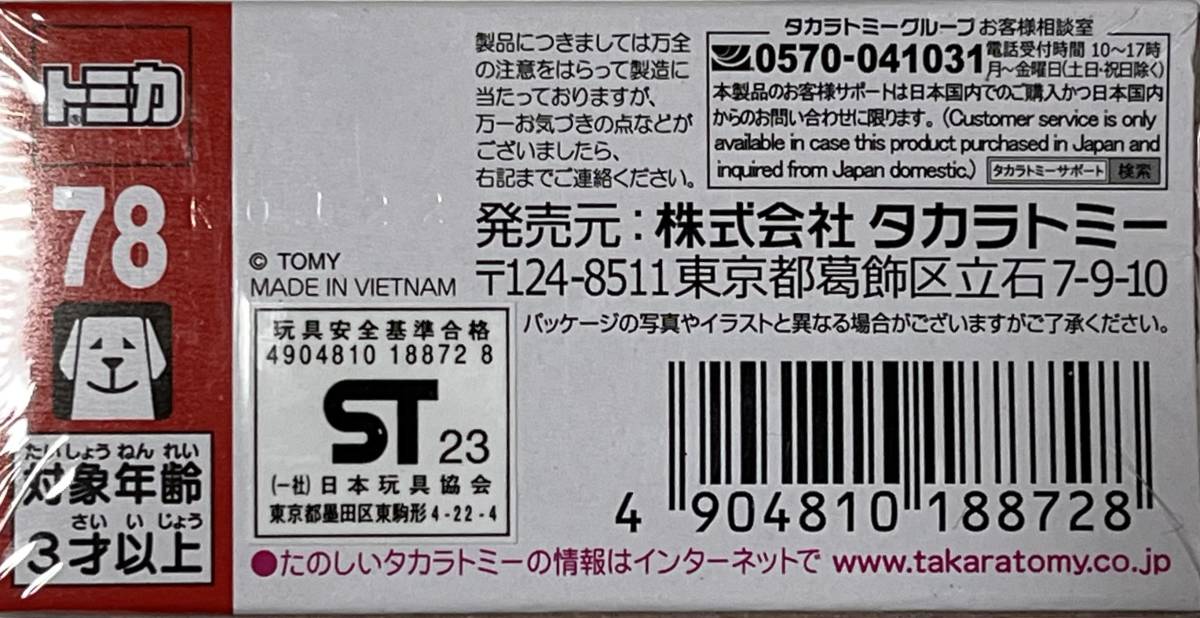 トミカ
78
たいしょう ねん れい
対象年齢
さい い じょう
3才以上
© TOMY
MADE IN VIETNAM
玩具安全基準合格
4904810 18872 8
ST 23
(一社)日本玩具協会
東京都墨田区東駒形4-22-4
製品につきましては万全
の注意をはらって製造に
当たっておりますが、
万一お気づきの点などが
ございましたら、
右記までご連絡ください。
タカラトミーグループ お客様相談室
0570-041031
電話受付時間 10〜17時
月〜金曜日(土日・祝日除く)
本製品のお客様サポートは日本国内でのご購入かつ日本国内
からのお問い合わせに限ります。(Customer service is only
available in case this product purchased in Japan and
inquired from Japan domestic.) タカラトミーサポート 検索
発売元:株式会社 タカラトミー
〒124-8511東京都葛飾区立石7-9-10
パッケージの写真やイラストと異なる場合がございますがご了承ください。
4 904810 188728
●たのしいタカラトミーの情報はインターネットで www.takaratomy.co.jp